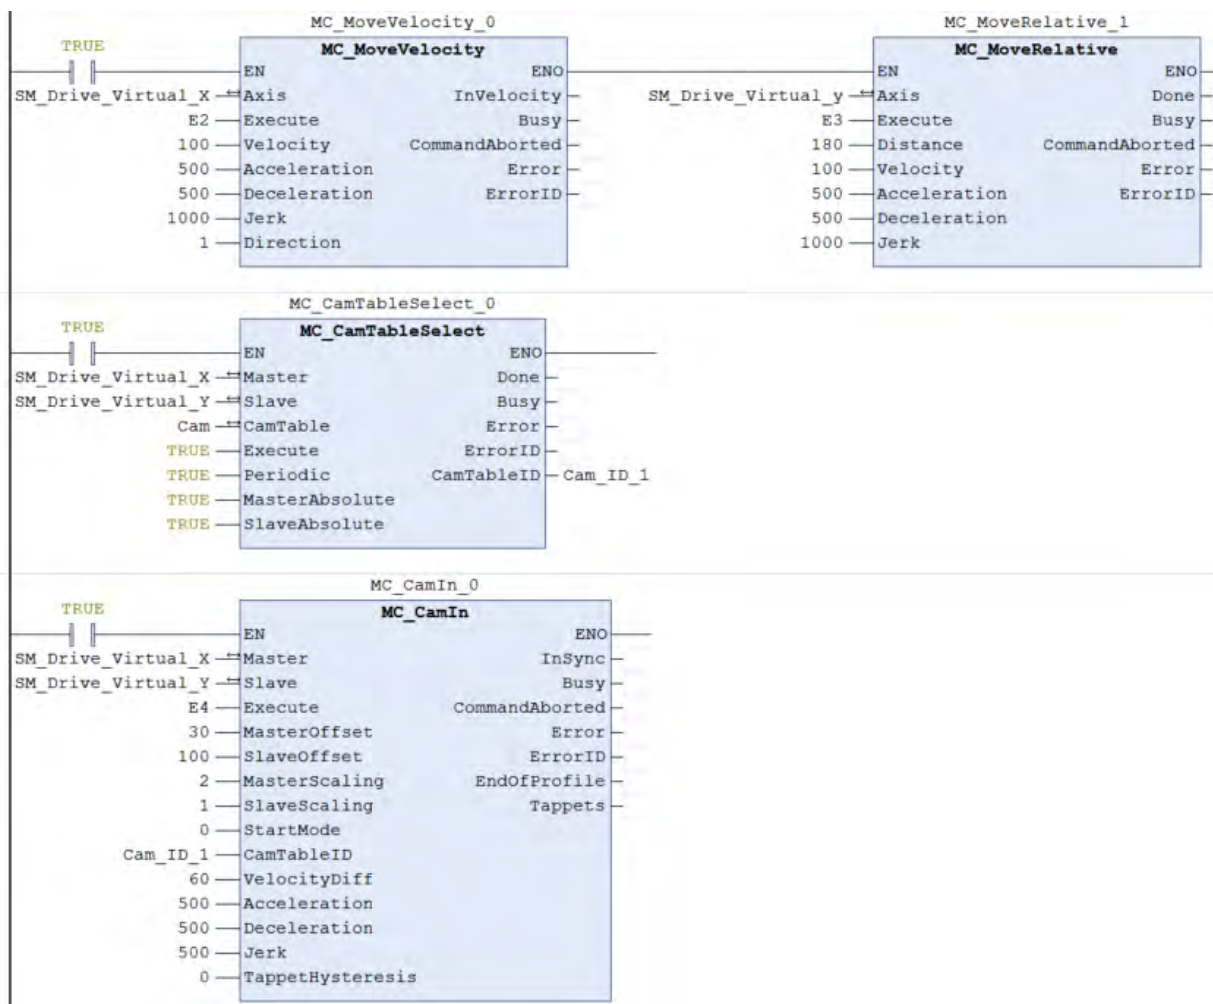 MC_MoveVelocity_0 MC_MoveRelative_1
TRUE MC_MoveVelocity MC_MoveRelative
EN ENO EN ENO
SM_Drive_Virtual_X Axis InVelocity SM_Drive_Virtual_y Axis Done
E2 Execute Busy E3 Execute Busy
100 Velocity CommandAborted 180 Distance CommandAborted
500 Acceleration Error 100 Velocity Error
500 Deceleration ErrorID 500 Acceleration ErrorID
1000 Jerk 500 Deceleration
1 Direction 1000 Jerk
MC_CamTableSelect_0
TRUE MC_CamTableSelect
EN ENO
SM_Drive_Virtual_X Master Done
SM_Drive_Virtual_Y Slave Busy
Cam CamTable Error
TRUE Execute ErrorID
TRUE Periodic CamTableID Cam_ID_1
TRUE MasterAbsolute
TRUE SlaveAbsolute
MC_CamIn_0
TRUE MC_CamIn
EN ENO
SM_Drive_Virtual_X Master InSync
SM_Drive_Virtual_Y Slave Busy
E4 Execute CommandAborted
30 MasterOffset Error
100 SlaveOffset ErrorID
2 MasterScaling EndOfProfile
1 SlaveScaling Tappets
0 StartMode
Cam_ID_1 CamTableID
60 VelocityDiff
500 Acceleration
500 Deceleration
500 Jerk
0 TappetHysteresis